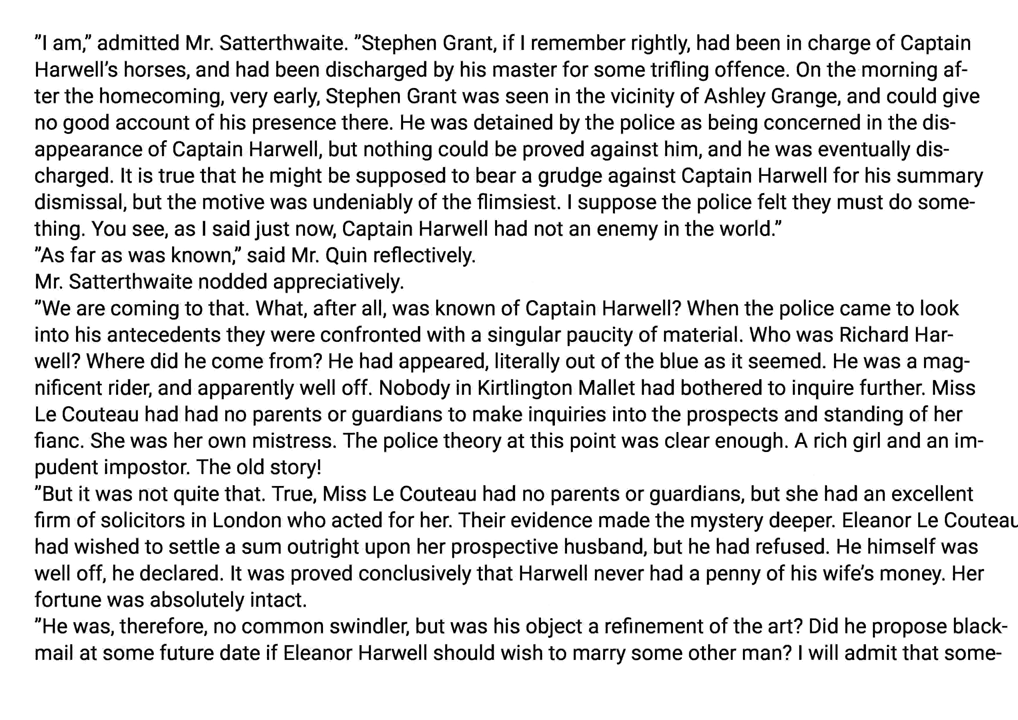 ”I am,” admitted Mr. Satterthwaite. ”Stephen Grant, if I remember rightly, had been in charge of Captain
Harwell’s horses, and had been discharged by his master for some trifling offence. On the morning af-
ter the homecoming, very early, Stephen Grant was seen in the vicinity of Ashley Grange, and could give
no good account of his presence there. He was detained by the police as being concerned in the dis-
appearance of Captain Harwell, but nothing could be proved against him, and he was eventually dis-
charged. It is true that he might be supposed to bear a grudge against Captain Harwell for his summary
dismissal, but the motive was undeniably of the flimsiest. I suppose the police felt they must do some-
thing. You see, as I said just now, Captain Harwell had not an enemy in the world.”
”As far as was known,” said Mr. Quin reflectively.
Mr. Satterthwaite nodded appreciatively.
”We are coming to that. What, after all, was known of Captain Harwell? When the police came to look
into his antecedents they were confronted with a singular paucity of material. Who was Richard Har-
well? Where did he come from? He had appeared, literally out of the blue as it seemed. He was a mag-
nificent rider, and apparently well off. Nobody in Kirtlington Mallet had bothered to inquire further. Miss
Le Couteau had had no parents or guardians to make inquiries into the prospects and standing of her
fianc. She was her own mistress. The police theory at this point was clear enough. A rich girl and an im-
pudent impostor. The old story!
”But it was not quite that. True, Miss Le Couteau had no parents or guardians, but she had an excellent
firm of solicitors in London who acted for her. Their evidence made the mystery deeper. Eleanor Le Couteau
had wished to settle a sum outright upon her prospective husband, but he had refused. He himself was
well off, he declared. It was proved conclusively that Harwell never had a penny of his wife’s money. Her
fortune was absolutely intact.
”He was, therefore, no common swindler, but was his object a refinement of the art? Did he propose black-
mail at some future date if Eleanor Harwell should wish to marry some other man? I will admit that some-